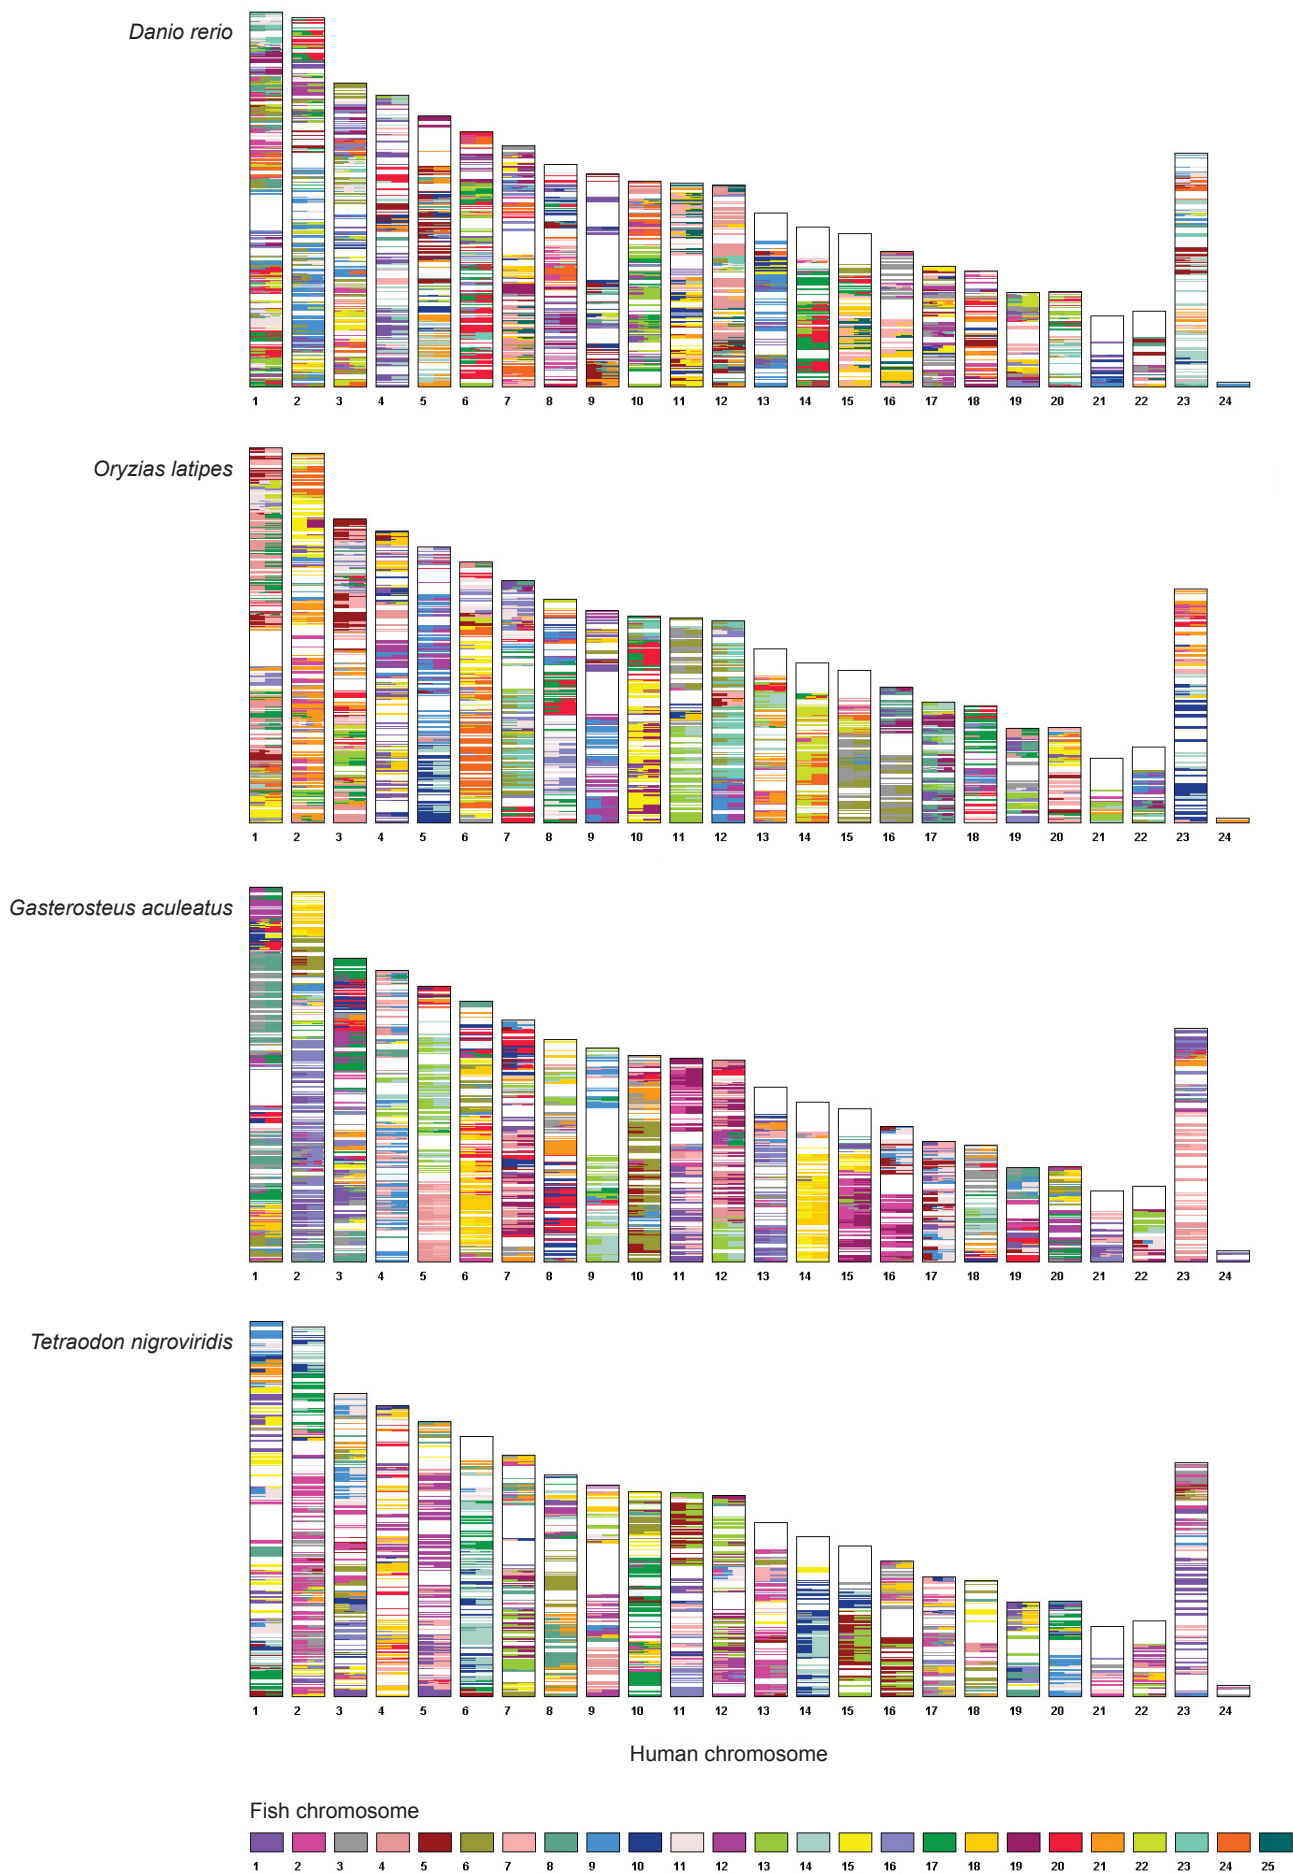 Danio rerio
1 2 3 4 5 6 7 8 9 10 11 12 13 14 15 16 17 18 19 20 21 22 23 24
Oryzias latipes
1 2 3 4 5 6 7 8 9 10 11 12 13 14 15 16 17 18 19 20 21 22 23 24
Gasterosteus aculeatus
1 2 3 4 5 6 7 8 9 10 11 12 13 14 15 16 17 18 19 20 21 22 23 24
Tetraodon nigroviridis
1 2 3 4 5 6 7 8 9 10 11 12 13 14 15 16 17 18 19 20 21 22 23 24
Human chromosome
Fish chromosome
1 2 3 4 5 6 7 8 9 10 11 12 13 14 15 16 17 18 19 20 21 22 23 24 25